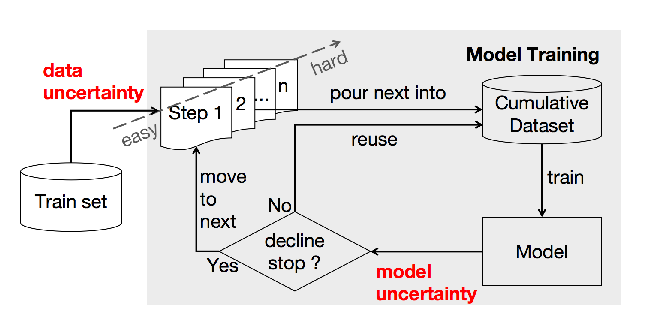 Model Training
data
uncertainty
easy
hard
Step 1
2
...
n
pour next into
Cumulative
Dataset
reuse
Train set
move
to
next
No
train
decline
stop ?
Yes
Model
model
uncertainty